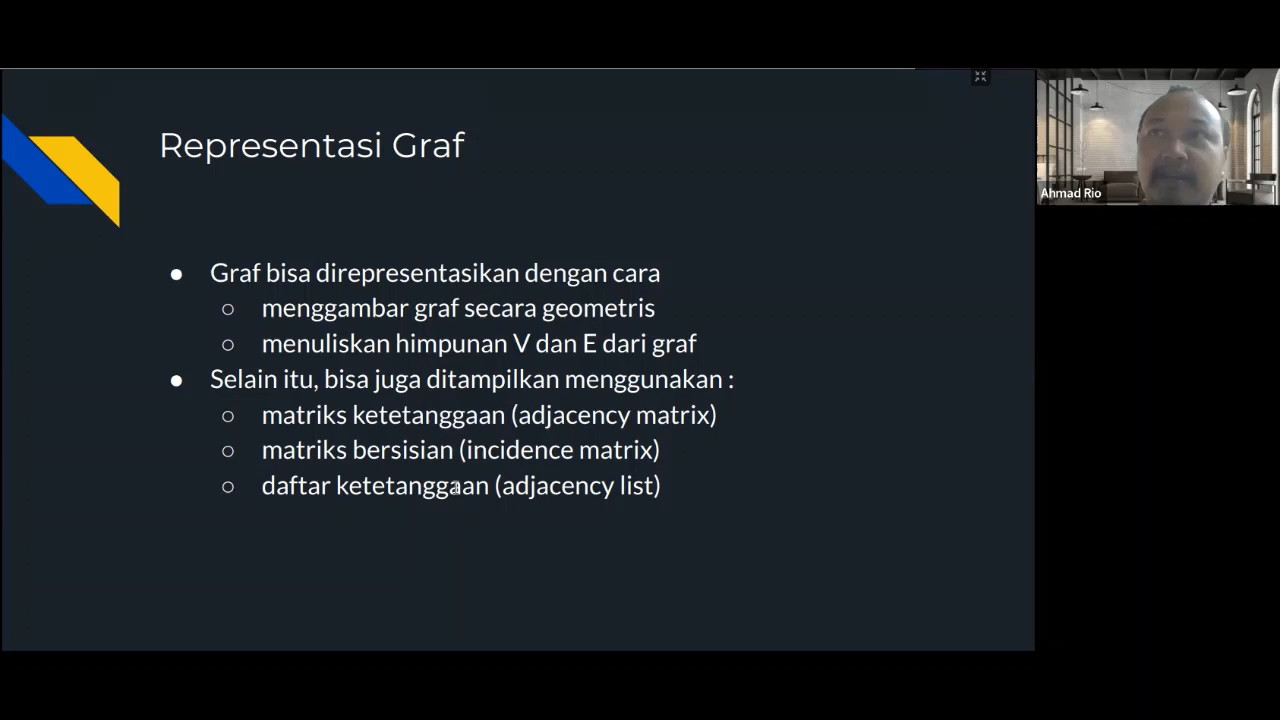 Representasi Graf
Ahmad Rio
● Graf bisa direpresentasikan dengan cara
○ menggambar graf secara geometris
○ menuliskan himpunan V dan E dari graf
● Selain itu, bisa juga ditampilkan menggunakan :
○ matriks ketetanggaan (adjacency matrix)
○ matriks bersisian (incidence matrix)
○ daftar ketetanggaan (adjacency list)